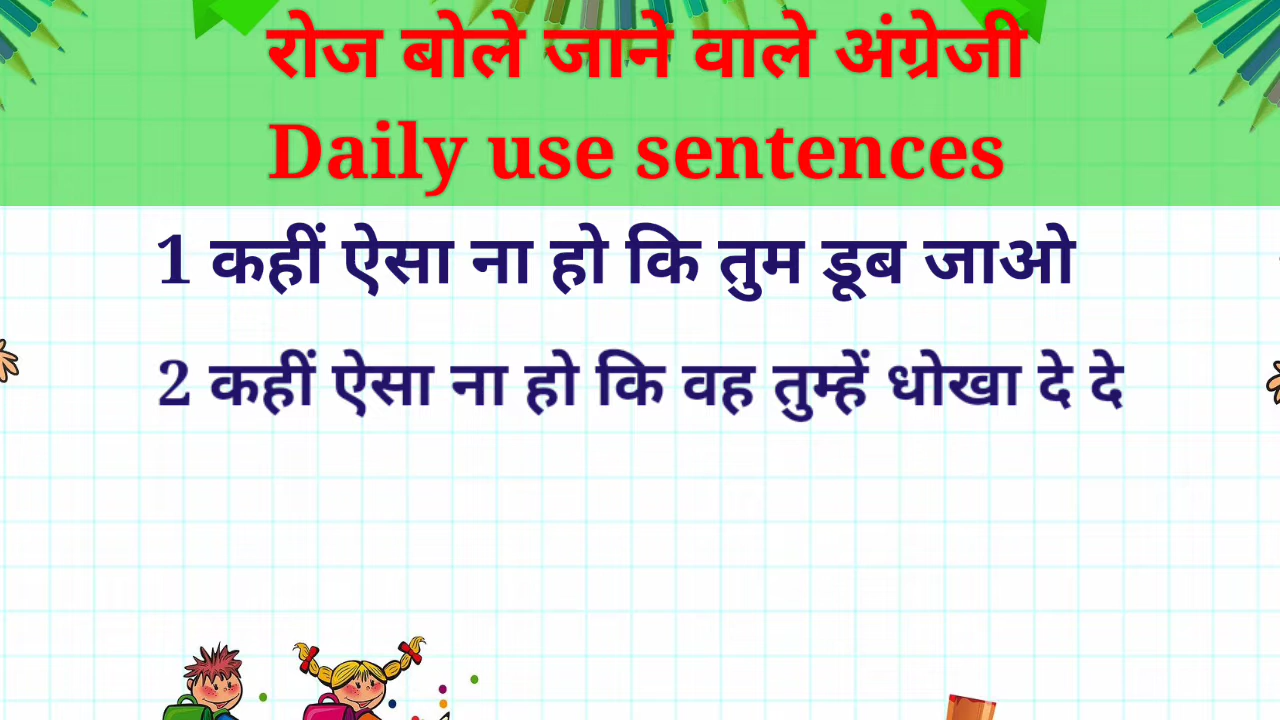 रोज बोले जाने वाले अंग्रेजी
Daily use sentences
1 कहीं ऐसा ना हो कि तुम डूब जाओ
2 कहीं ऐसा ना हो कि वह तुम्हें धोखा दे दे